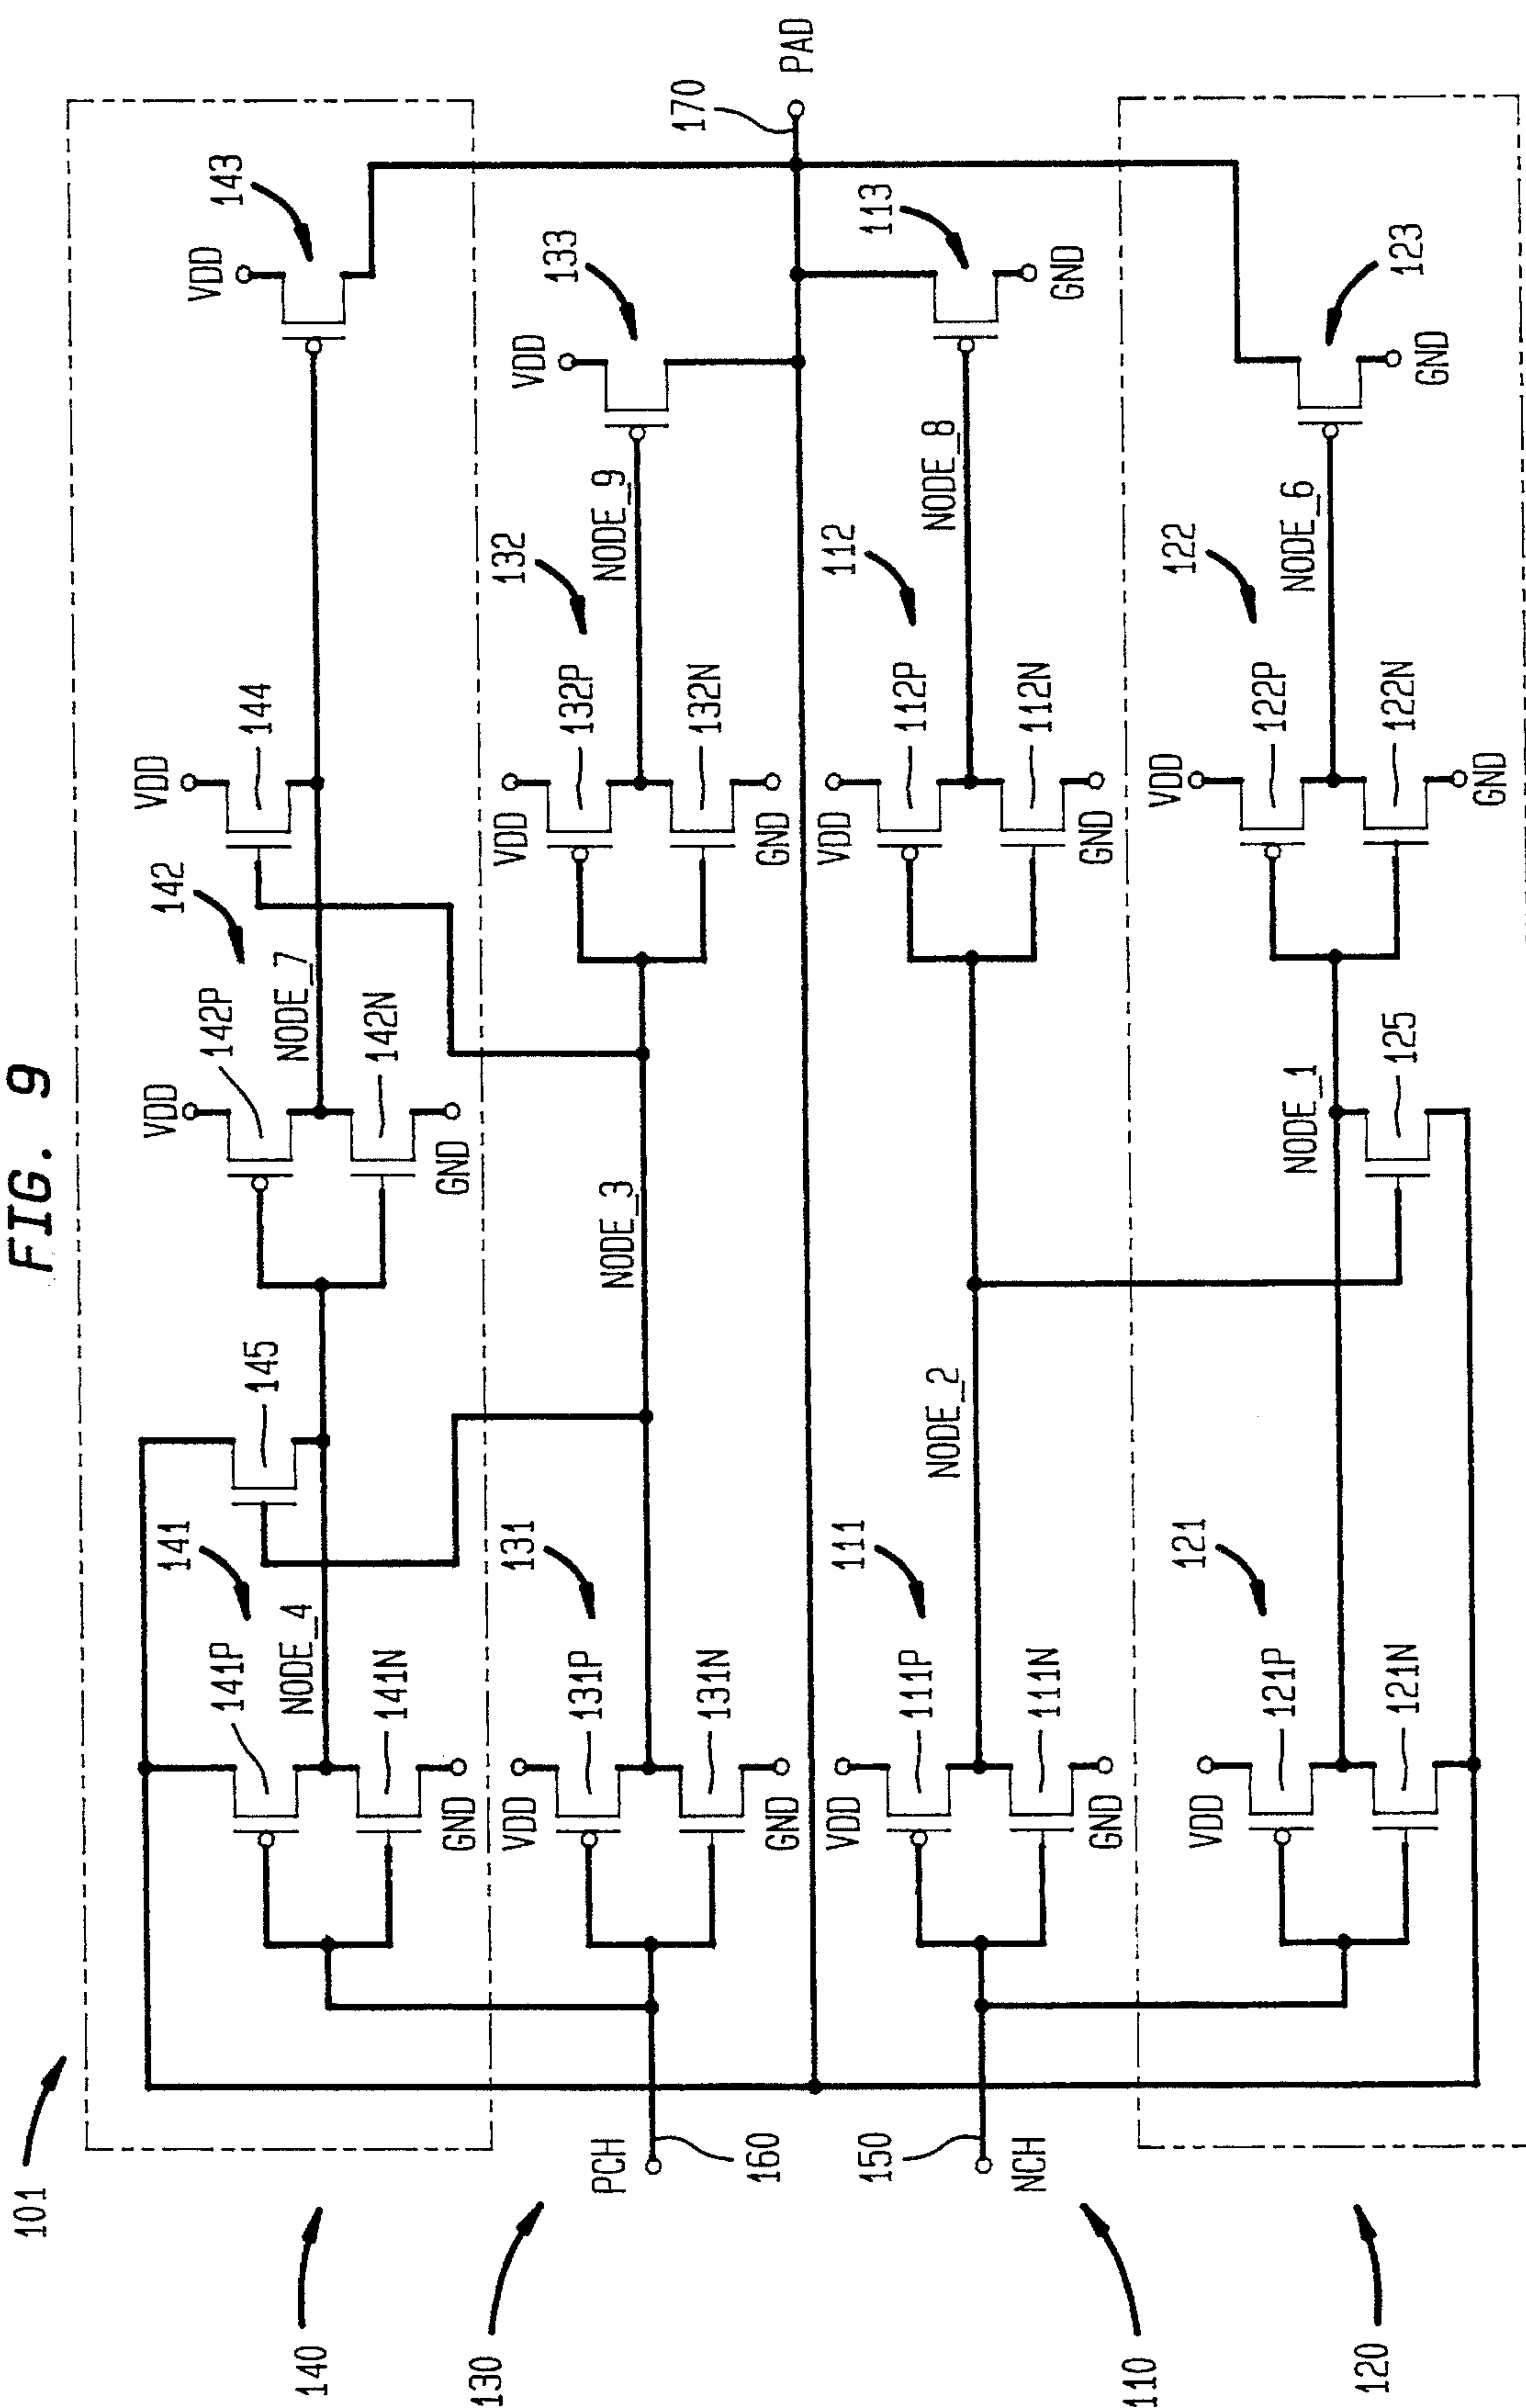 FIG. 9
101
140
130
110
120
VDD
143
VDD
144
142
VDD
142P
NODE_7
142N
GND
145
141
141P
NODE_4
141N
GND
170
PAD
133
VDD
NODE_9
132
132P
VDD
132N
GND
NODE_3
131
131P
VDD
131N
GND
PCH
160
113
GND
NODE_8
112
112P
VDD
112N
GND
NODE_2
111
111P
VDD
111N
GND
150
NCH
123
GND
NODE_6
122
122P
VDD
122N
GND
NODE_1
125
121
121P
VDD
121N